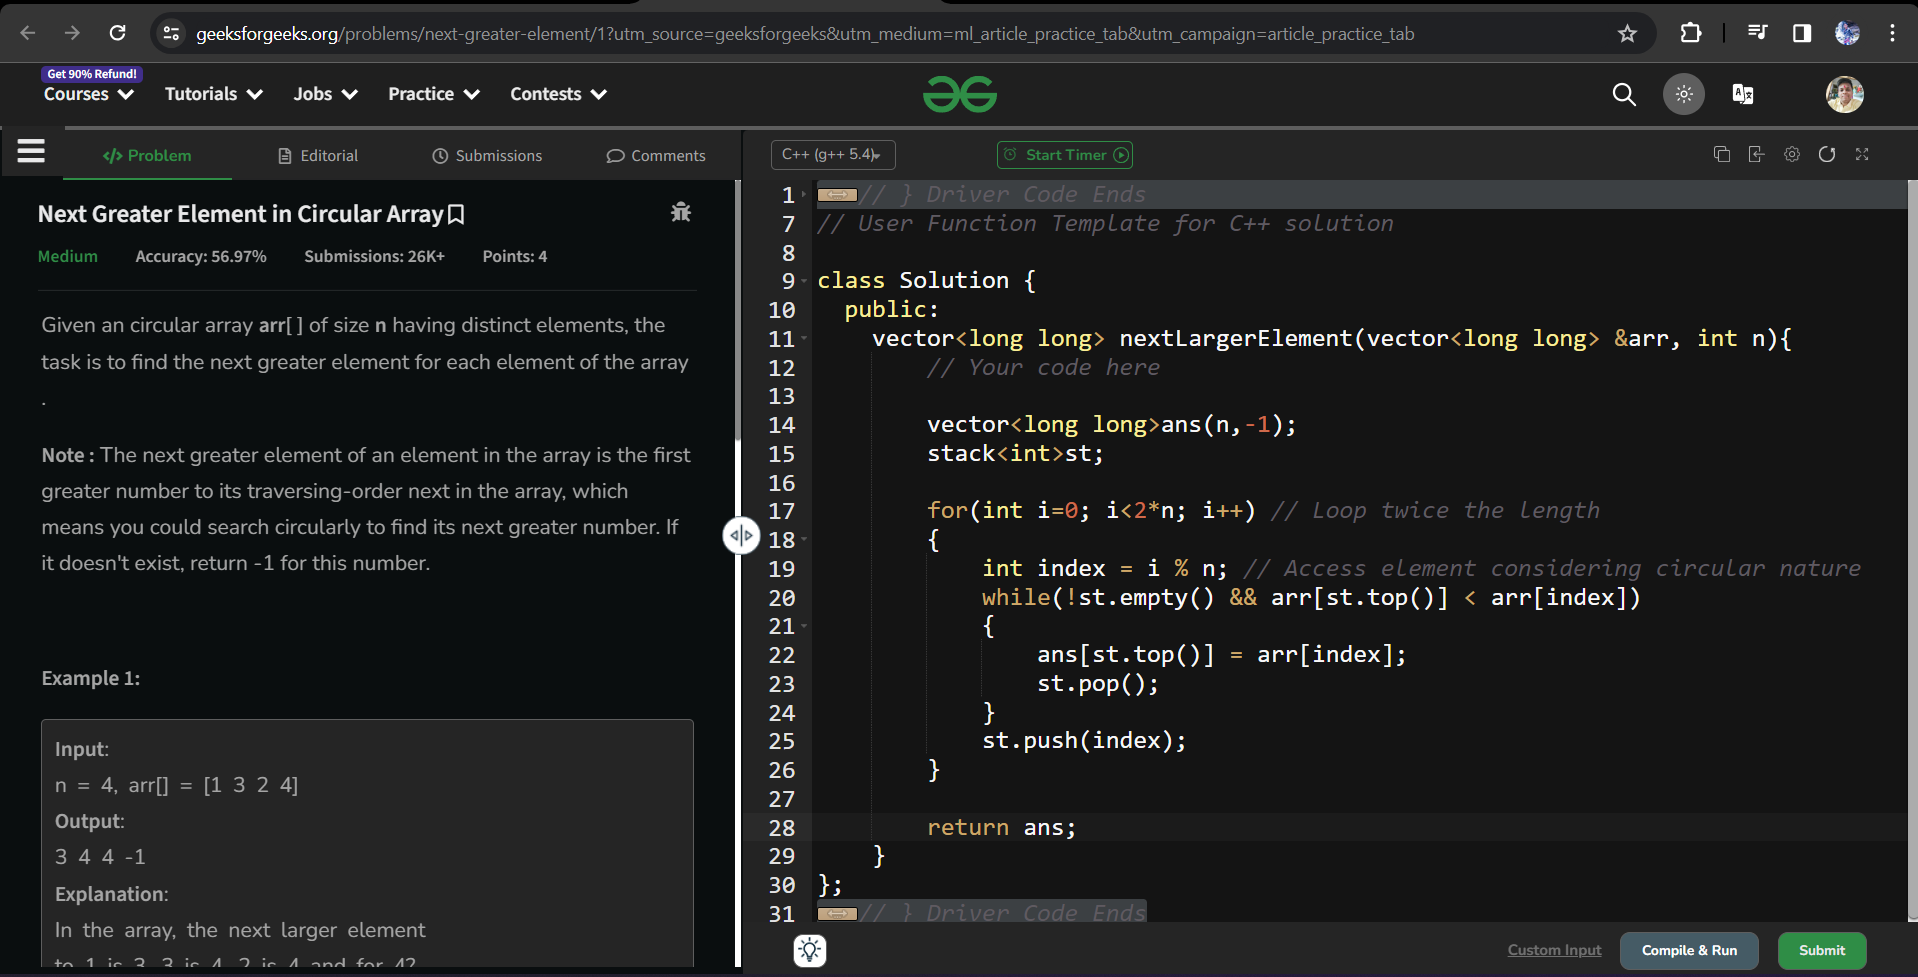 geeksforgeeks.org/problems/next-greater-element/1?utm_source=geeksforgeeks&utm_medium=ml_article_practice_tab&utm_campaign=article_practice_tab
Get 90% Refund!
Courses Tutorials Jobs Practice Contests
Problem Editorial Submissions Comments
Next Greater Element in Circular Array
Medium Accuracy: 56.97% Submissions: 26K+ Points: 4
Given an circular array arr[ ] of size n having distinct elements, the
task is to find the next greater element for each element of the array
.
Note : The next greater element of an element in the array is the first
greater number to its traversing-order next in the array, which
means you could search circularly to find its next greater number. If
it doesn't exist, return -1 for this number.
Example 1:
Input:
n = 4, arr[] = [1 3 2 4]
Output:
3 4 4 -1
Explanation:
In the array, the next larger element
to 1 is 3, 3 is 4, 2 is 4 and for 4?
C++ (g++ 5.4) Start Timer
1 // } Driver Code Ends
7 // User Function Template for C++ solution
8
9 class Solution {
10 public:
11 vector<long long> nextLargerElement(vector<long long> &arr, int n){
12 // Your code here
13
14 vector<long long>ans(n,-1);
15 stack<int>st;
16
17 for(int i=0; i<2*n; i++) // Loop twice the length
18 {
19 int index = i % n; // Access element considering circular nature
20 while(!st.empty() && arr[st.top()] < arr[index])
21 {
22 ans[st.top()] = arr[index];
23 st.pop();
24 }
25 st.push(index);
26 }
27
28 return ans;
29 }
30 };
31 // } Driver Code Ends
Custom Input Compile & Run Submit